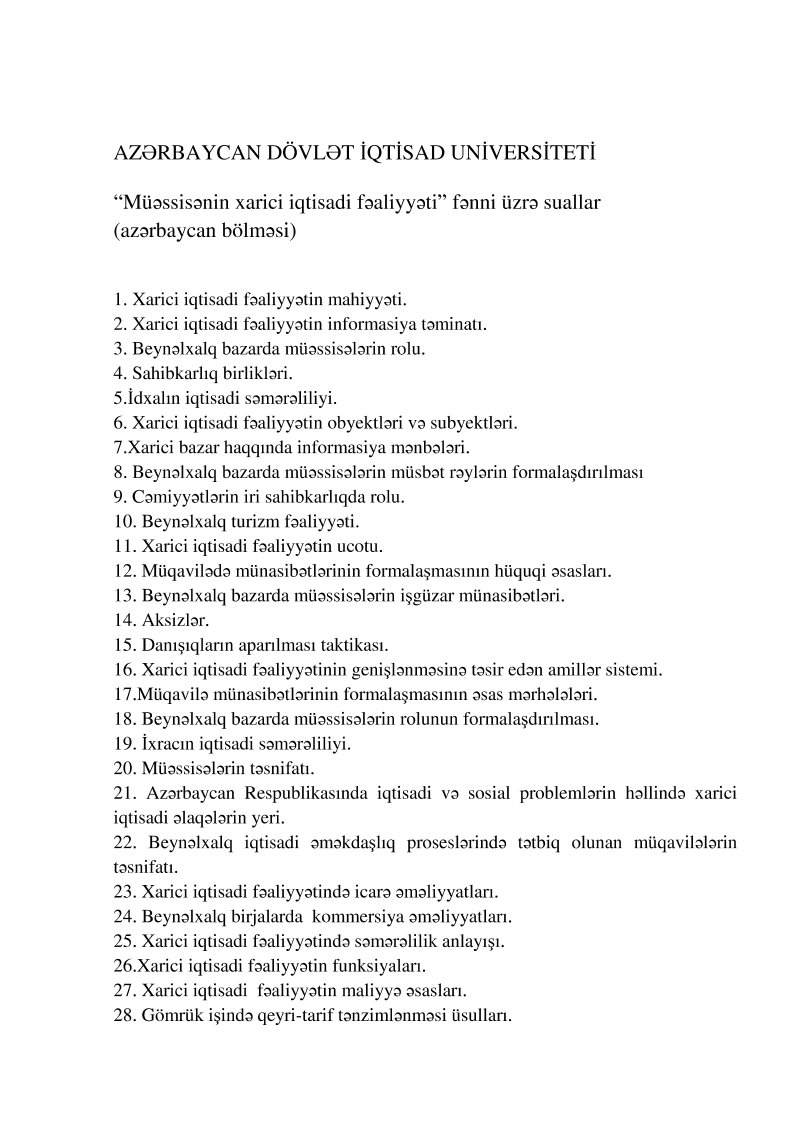 AZƏRBAYCAN DÖVLƏT İQTİSAD UNİVERSİTETİ
“Müəssisənin xarici iqtisadi fəaliyyəti” fənni üzrə suallar
(azərbaycan bölməsi)
1. Xarici iqtisadi fəaliyyətin mahiyyəti.
2. Xarici iqtisadi fəaliyyətin informasiya təminatı.
3. Beynəlxalq bazarda müəssisələrin rolu.
4. Sahibkarlıq birlikləri.
5.İdxalın iqtisadi səmərəliliyi.
6. Xarici iqtisadi fəaliyyətin obyektləri və subyektləri.
7.Xarici bazar haqqında informasiya mənbələri.
8. Beynəlxalq bazarda müəssisələrin müsbət rəylərin formalaşdırılması
9. Cəmiyyətlərin iri sahibkarlıqda rolu.
10. Beynəlxalq turizm fəaliyyəti.
11. Xarici iqtisadi fəaliyyətin ucotu.
12. Müqavilədə münasibətlərinin formalaşmasının hüquqi əsasları.
13. Beynəlxalq bazarda müəssisələrin işgüzar münasibətləri.
14. Aksizlər.
15. Danışıqların aparılması taktikası.
16. Xarici iqtisadi fəaliyyətinin genişlənməsinə təsir edən amillər sistemi.
17.Müqavilə münasibətlərinin formalaşmasının əsas mərhələləri.
18. Beynəlxalq bazarda müəssisələrin rolunun formalaşdırılması.
19. İxracın iqtisadi səmərəliliyi.
20. Müəssisələrin təsnifatı.
21. Azərbaycan Respublikasında iqtisadi və sosial problemlərin həllində xarici
iqtisadi əlaqələrin yeri.
22. Beynəlxalq iqtisadi əməkdaşlıq proseslərində tətbiq olunan müqavilələrin
təsnifatı.
23. Xarici iqtisadi fəaliyyətində icarə əməliyyatları.
24. Beynəlxalq birjalarda kommersiya əməliyyatları.
25. Xarici iqtisadi fəaliyyətində səmərəlilik anlayışı.
26.Xarici iqtisadi fəaliyyətin funksiyaları.
27. Xarici iqtisadi fəaliyyətin maliyyə əsasları.
28. Gömrük işində qeyri-tarif tənzimlənməsi üsulları.